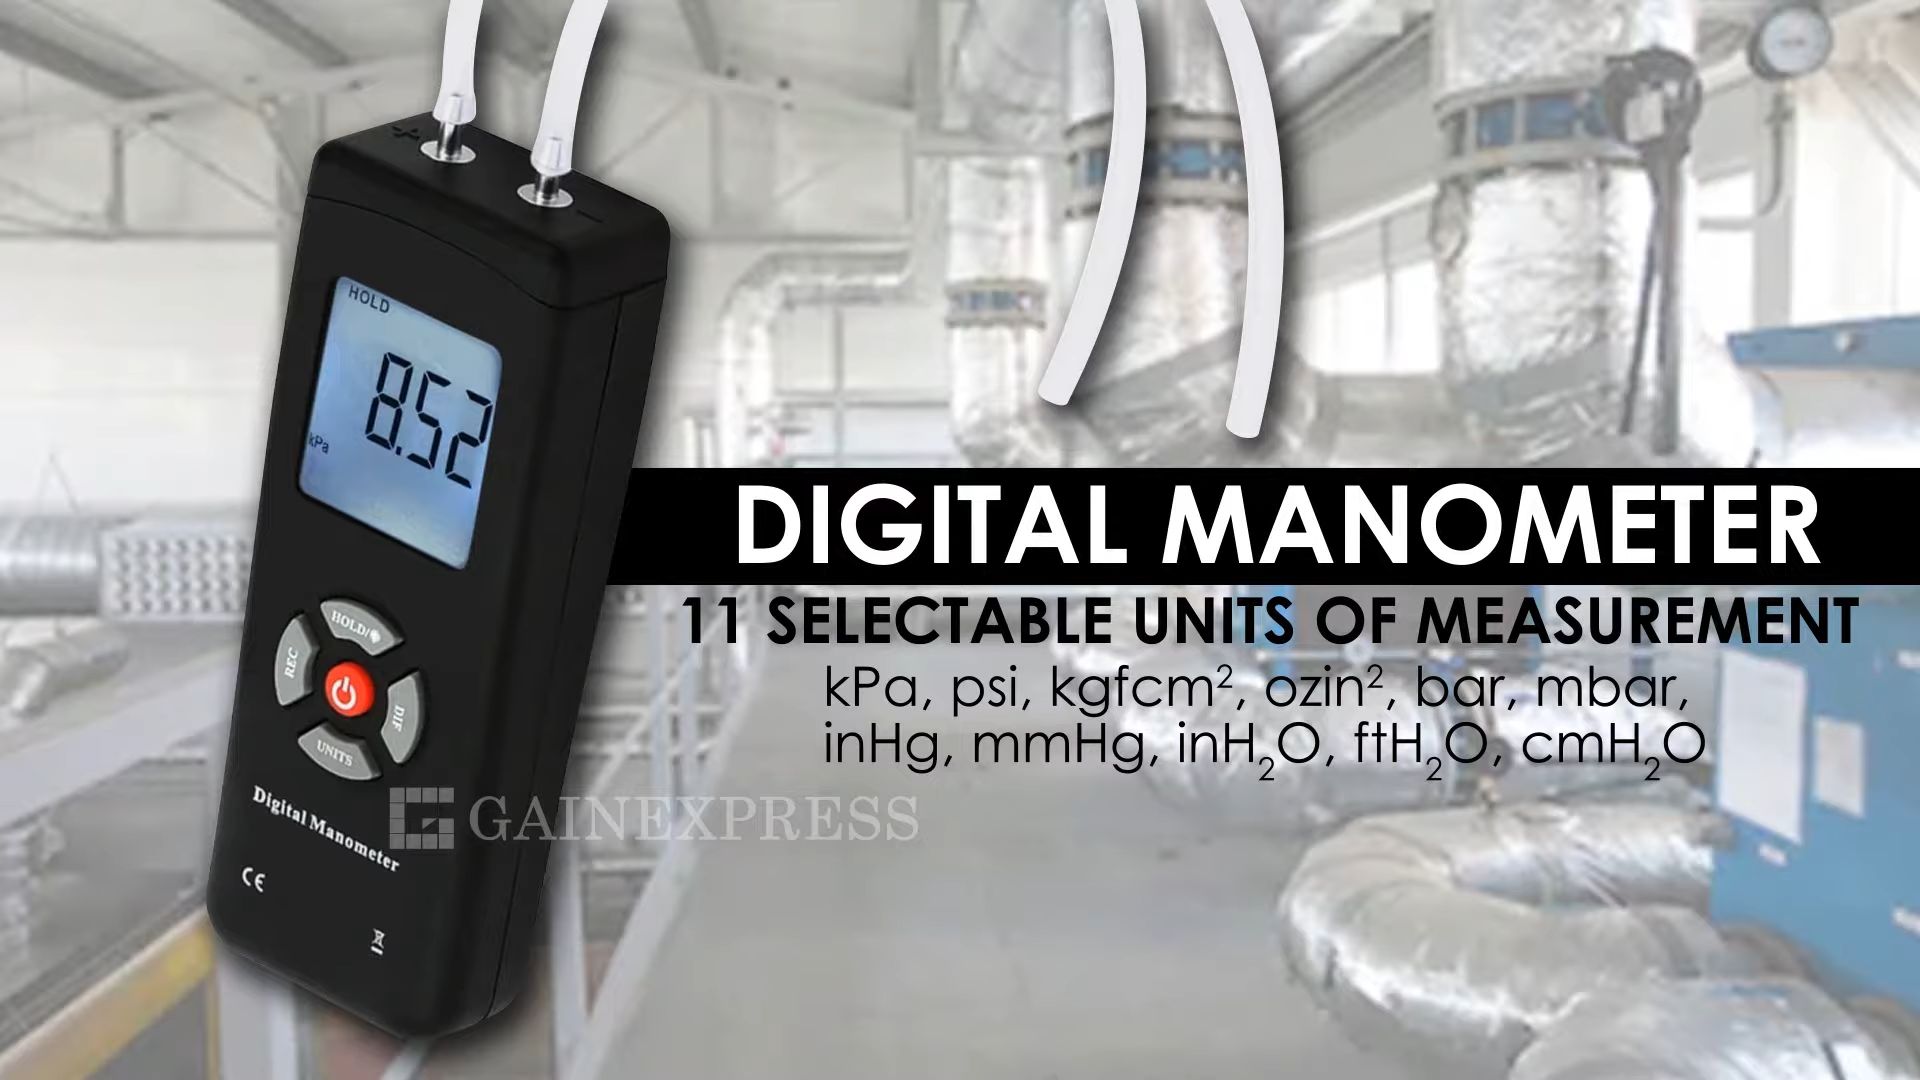 HOLD
8.52
kPa
DIGITAL MANOMETER
11 SELECTABLE UNITS OF MEASUREMENT
kPa, psi, kgfcm², ozin², bar, mbar,
inHg, mmHg, inH₂O, ftH₂O, cmH₂O
HOLD/
REC
DIF
UNITS
Digital Manometer
GAINEXPRESS
CE